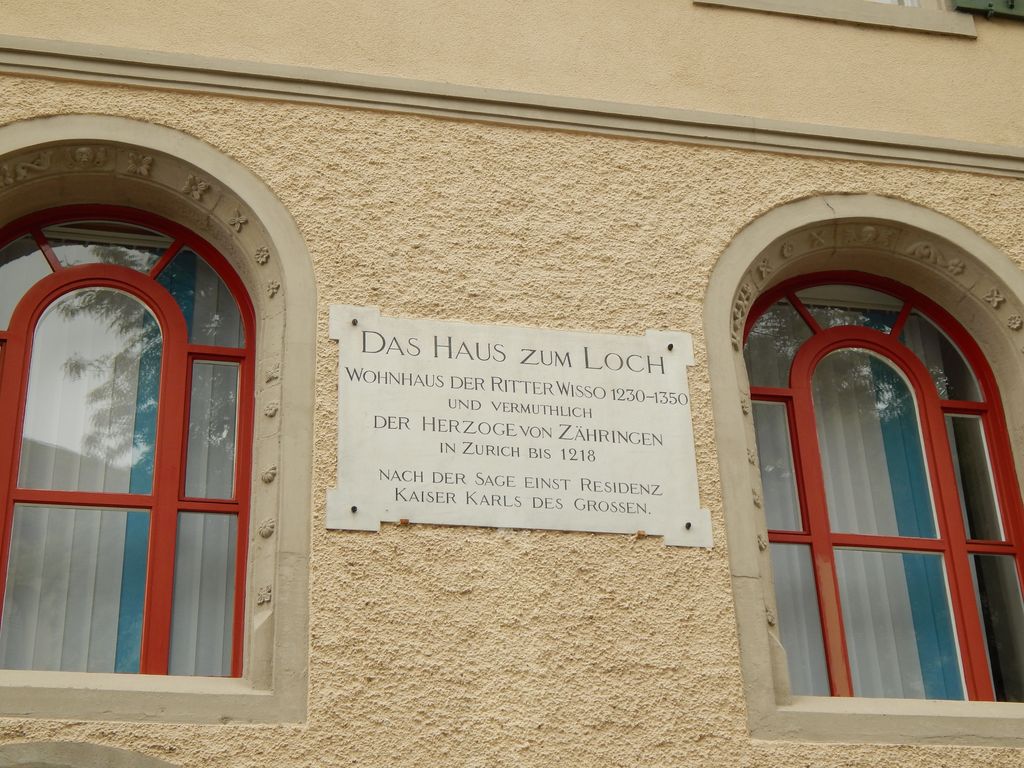 DAS HAUS ZUM LOCH
WOHNHAUS DER RITTER WISSO 1230-1350
UND VERMUTHLICH
DER HERZOGE VON ZÄHRINGEN
IN ZURICH BIS 1218
NACH DER SAGE EINST RESIDENZ
KAISER KARLS DES GROSSEN.